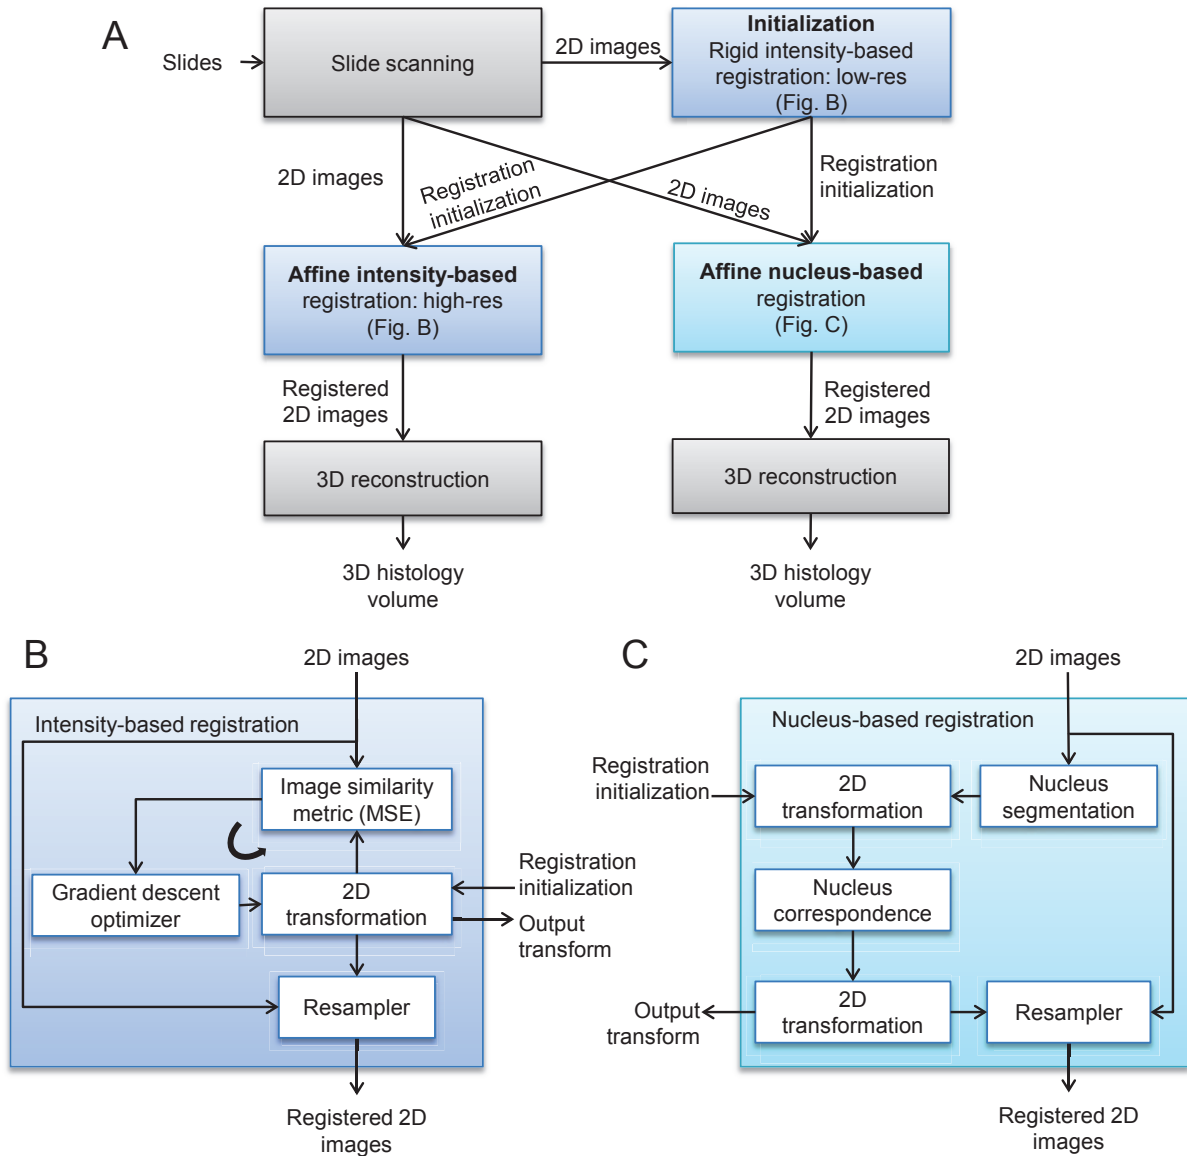 A
Slides
Slide scanning
2D images
Initialization
Rigid intensity-based
registration: low-res
(Fig. B)
2D images
Registration
initialization
2D images
Registration
initialization
Affine intensity-based
registration: high-res
(Fig. B)
Affine nucleus-based
registration
(Fig. C)
Registered
2D images
Registered
2D images
3D reconstruction
3D reconstruction
3D histology
volume
3D histology
volume
B
2D images
Intensity-based registration
Image similarity
metric (MSE)
Gradient descent
optimizer
2D
transformation
Registration
initialization
Output
transform
Resampler
Registered 2D
images
C
2D images
Nucleus-based registration
Registration
initialization
2D
transformation
Nucleus
segmentation
Nucleus
correspondence
Output
transform
2D
transformation
Resampler
Registered 2D
images